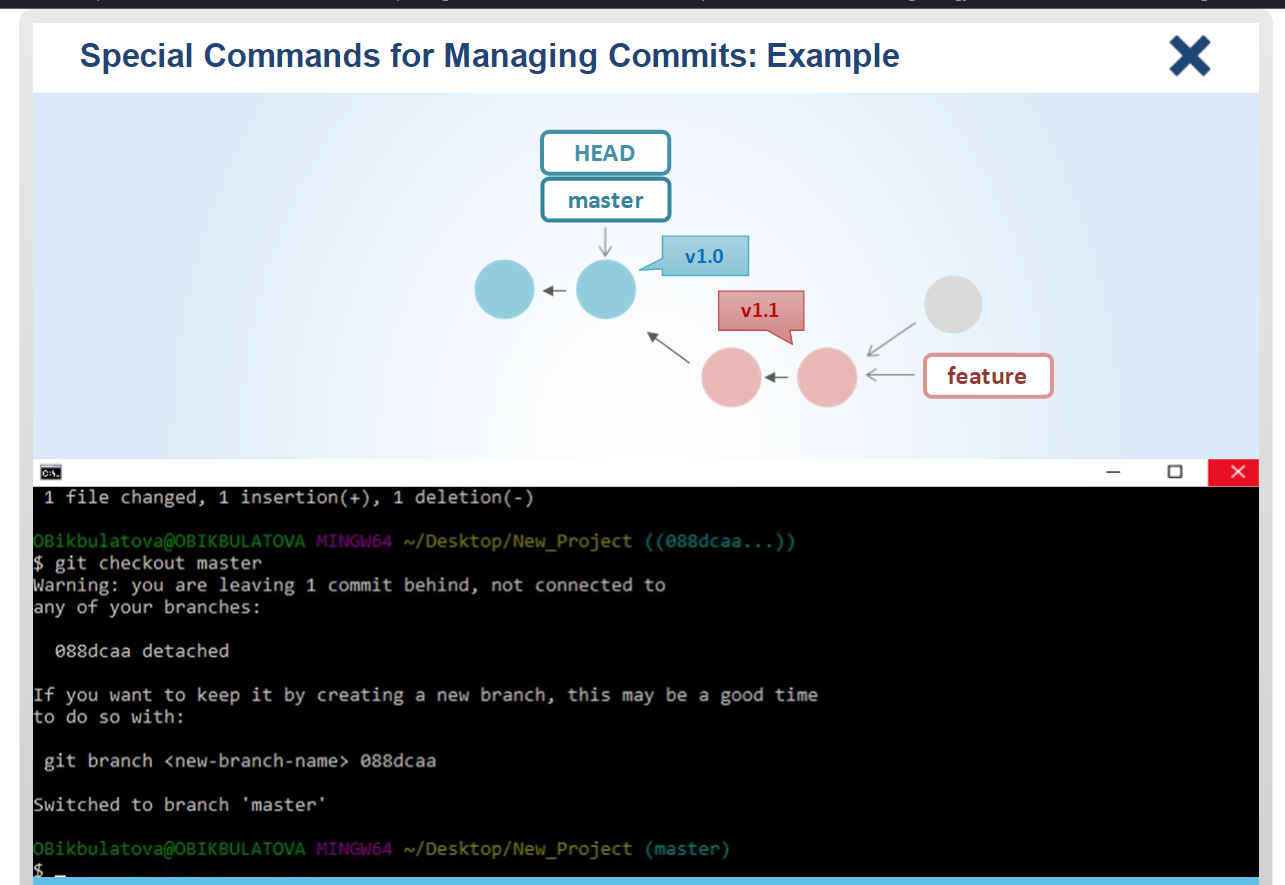 Special Commands for Managing Commits: Example
HEAD
master
v1.0
v1.1
feature
C:\.
1 file changed, 1 insertion(+), 1 deletion(-)
OBikbulatova@OBIKBULATOVA MINGW64 ~/Desktop/New_Project ((088dcaa...))
$ git checkout master
Warning: you are leaving 1 commit behind, not connected to
any of your branches:
088dcaa detached
If you want to keep it by creating a new branch, this may be a good time
to do so with:
git branch <new-branch-name> 088dcaa
Switched to branch 'master'
OBikbulatova@OBIKBULATOVA MINGW64 ~/Desktop/New_Project (master)
$ _